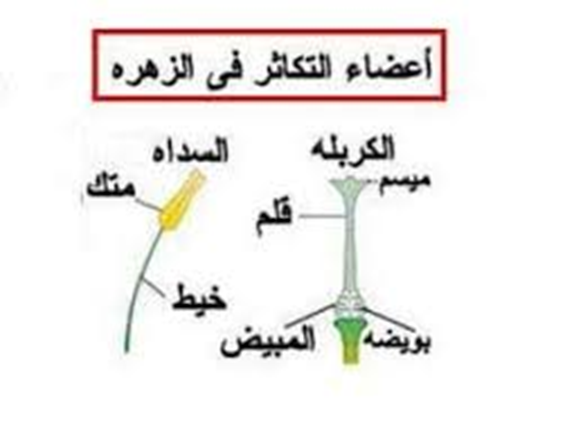 أعضاء التكاثر فى الزهره
الكربله
السداه
ميسم
متك
قلم
خيط
بويضه
المبيض